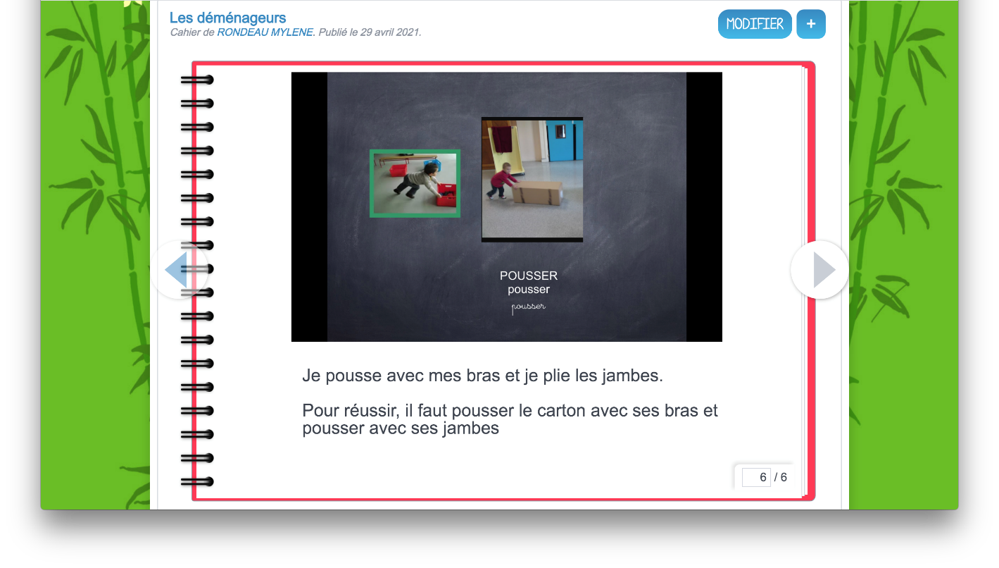 Les déménageurs
Cahier de RONDEAU MYLENE. Publié le 29 avril 2021.
MODIFIER +
POUSSER
pousser
pousser
Je pousse avec mes bras et je plie les jambes.
Pour réussir, il faut pousser le carton avec ses bras et
pousser avec ses jambes
6 / 6